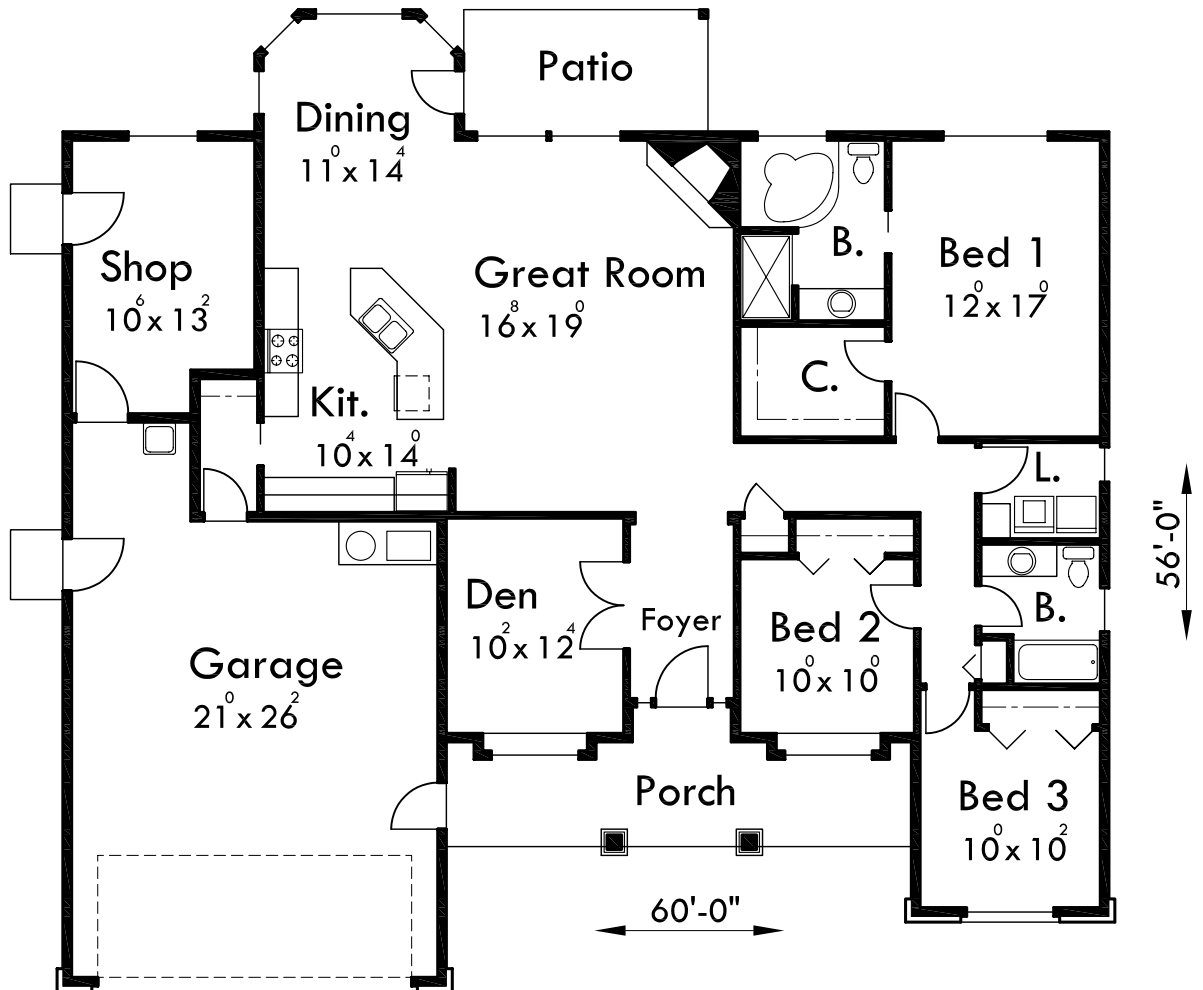 Patio
Dining
11⁰ x 14⁴
Shop
10⁶ x 13²
Great Room
16⁸ x 19⁰
B.
Bed 1
12⁰ x 17⁰
C.
Kit.
10⁴ x 14⁰
L.
56'-0"
Den
10² x 12⁴
Foyer
Bed 2
10⁰ x 10⁰
B.
Garage
21⁰ x 26²
Porch
Bed 3
10⁰ x 10²
60'-0"